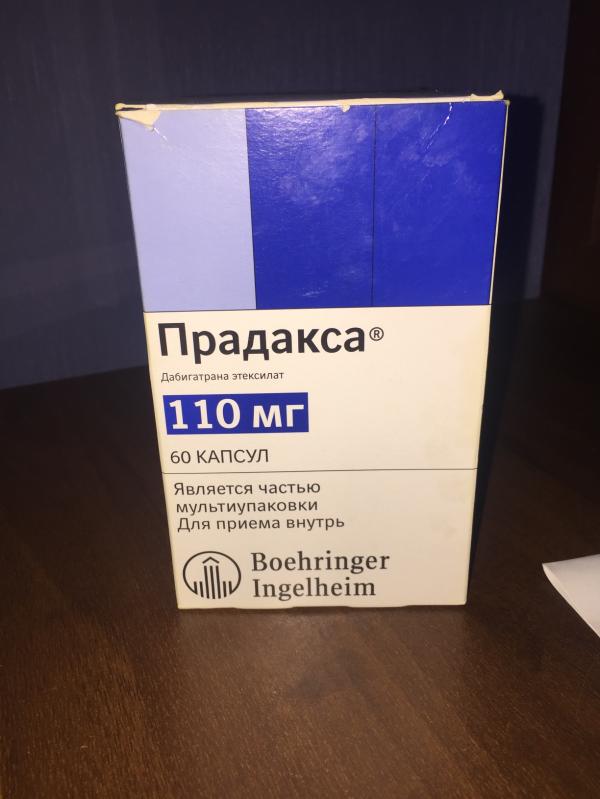 Прадакса®
Дабигатрана этексилат
110 мг
60 КАПСУЛ
Является частью
мультиупаковки
Для приема внутрь
Boehringer
Ingelheim